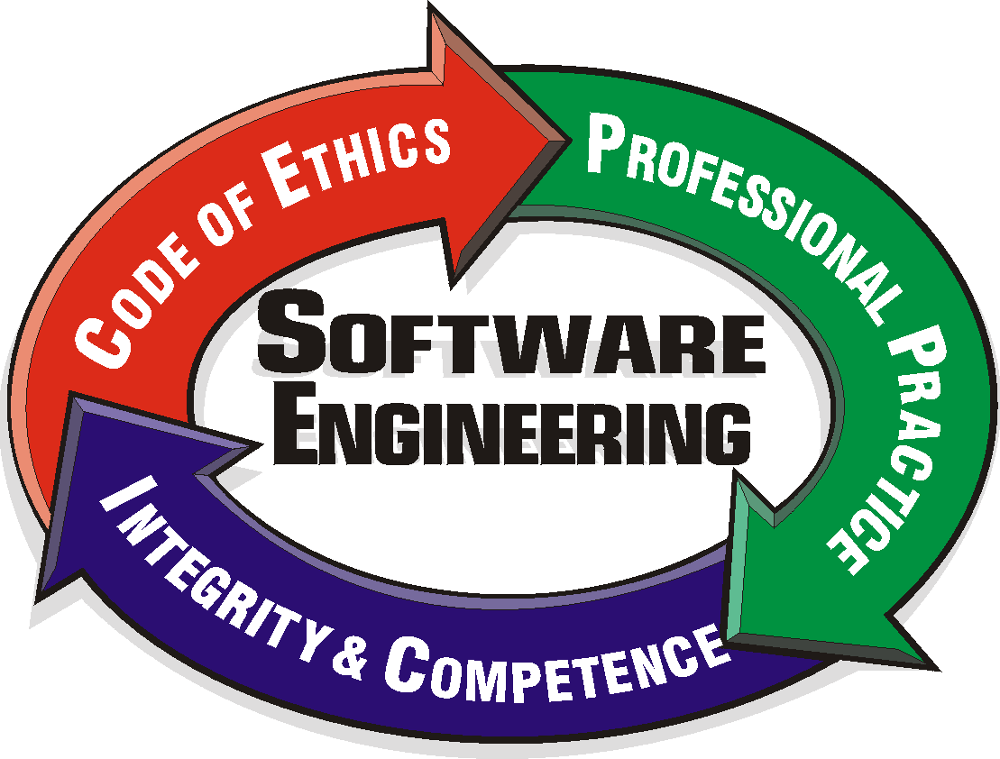 CODE OF ETHICS
PROFESSIONAL PRACTICE
SOFTWARE
ENGINEERING
INTEGRITY & COMPETENCE